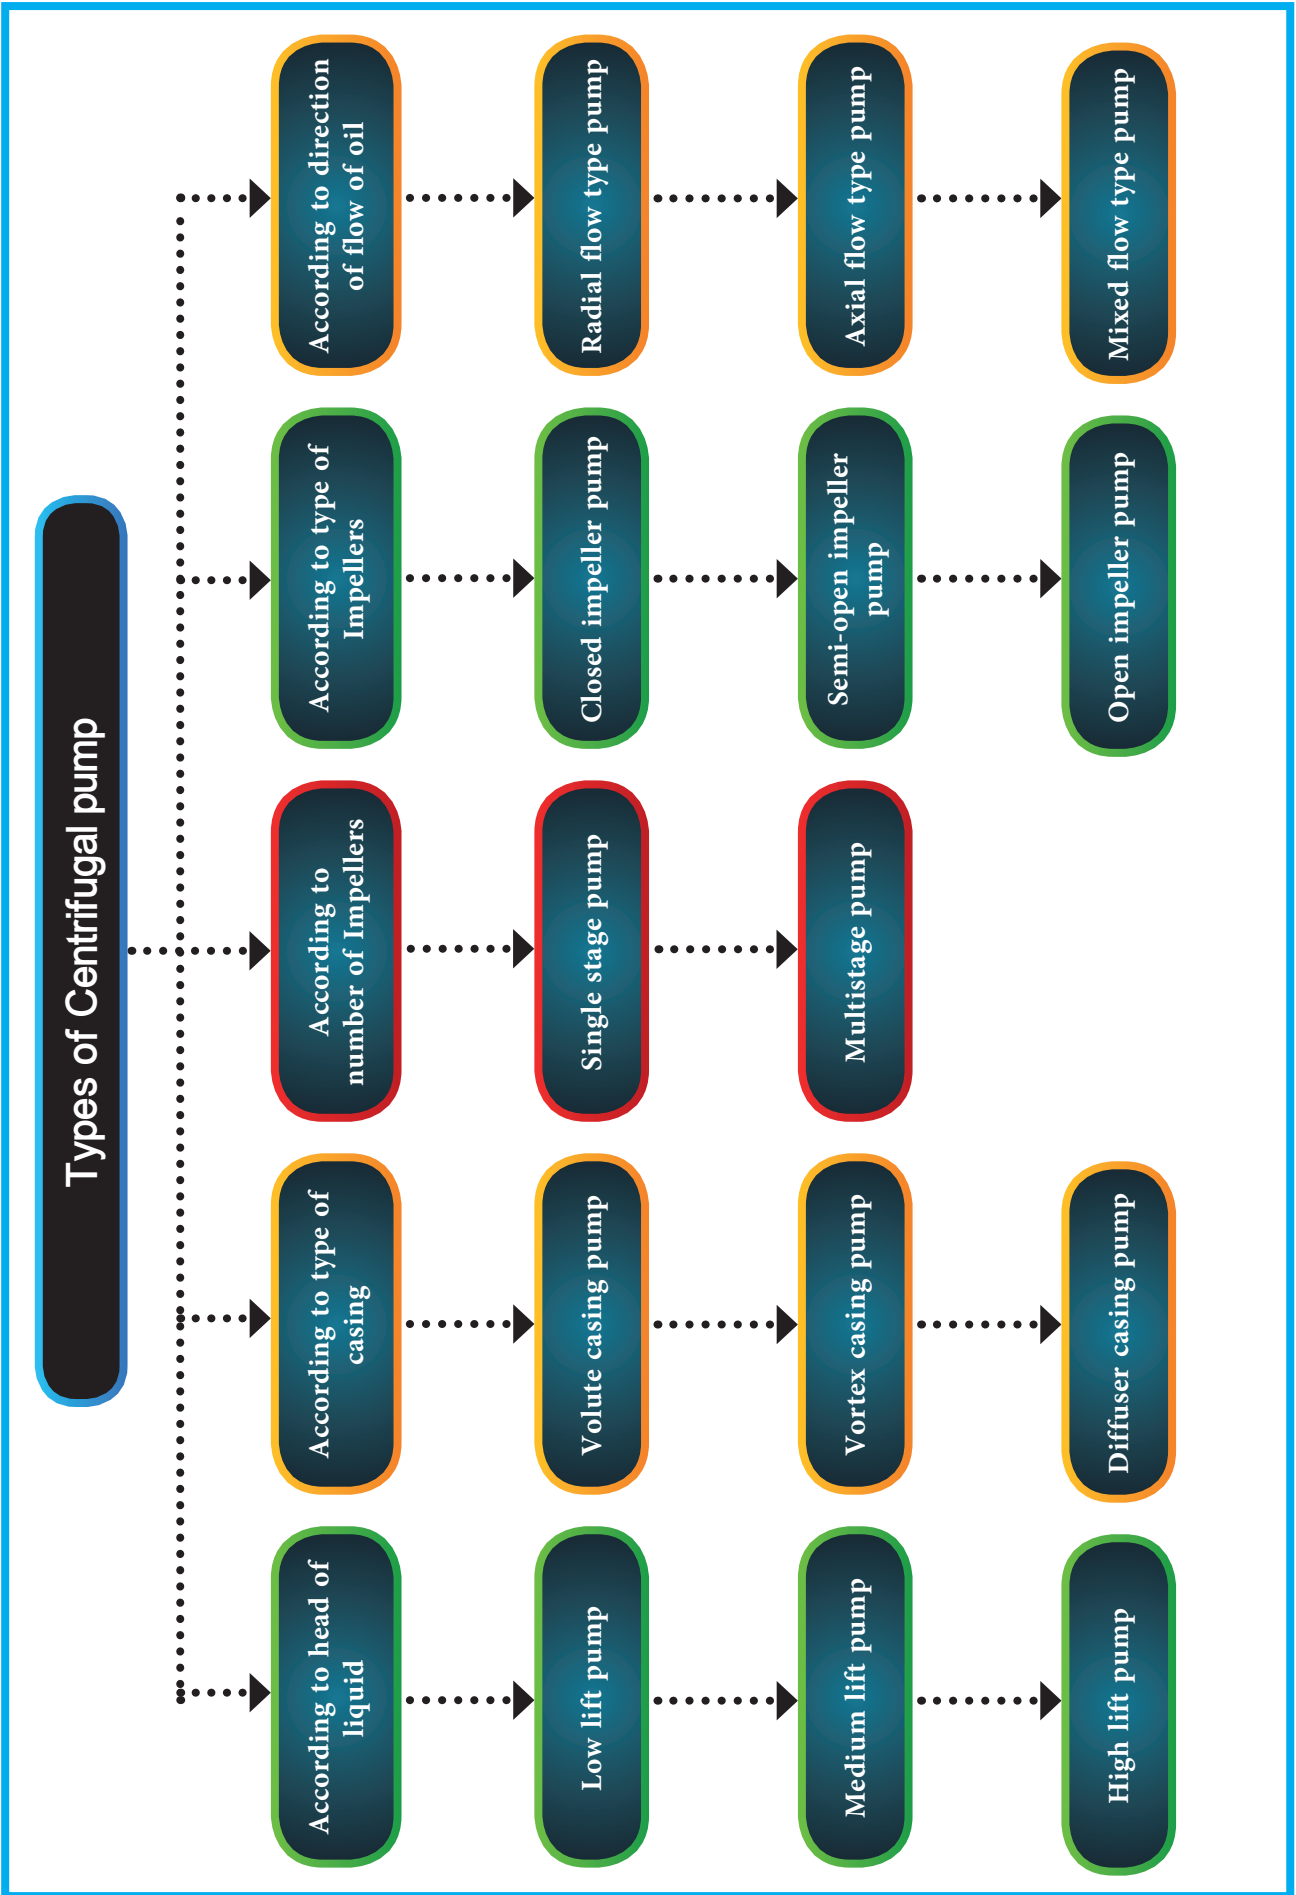 Types of Centrifugal pump
According to head of
liquid
Low lift pump
Medium lift pump
High lift pump
According to type of
casing
Volute casing pump
Vortex casing pump
Diffuser casing pump
According to
number of Impellers
Single stage pump
Multistage pump
According to type of
Impellers
Closed impeller pump
Semi-open impeller
pump
Open impeller pump
According to direction
of flow of oil
Radial flow type pump
Axial flow type pump
Mixed flow type pump